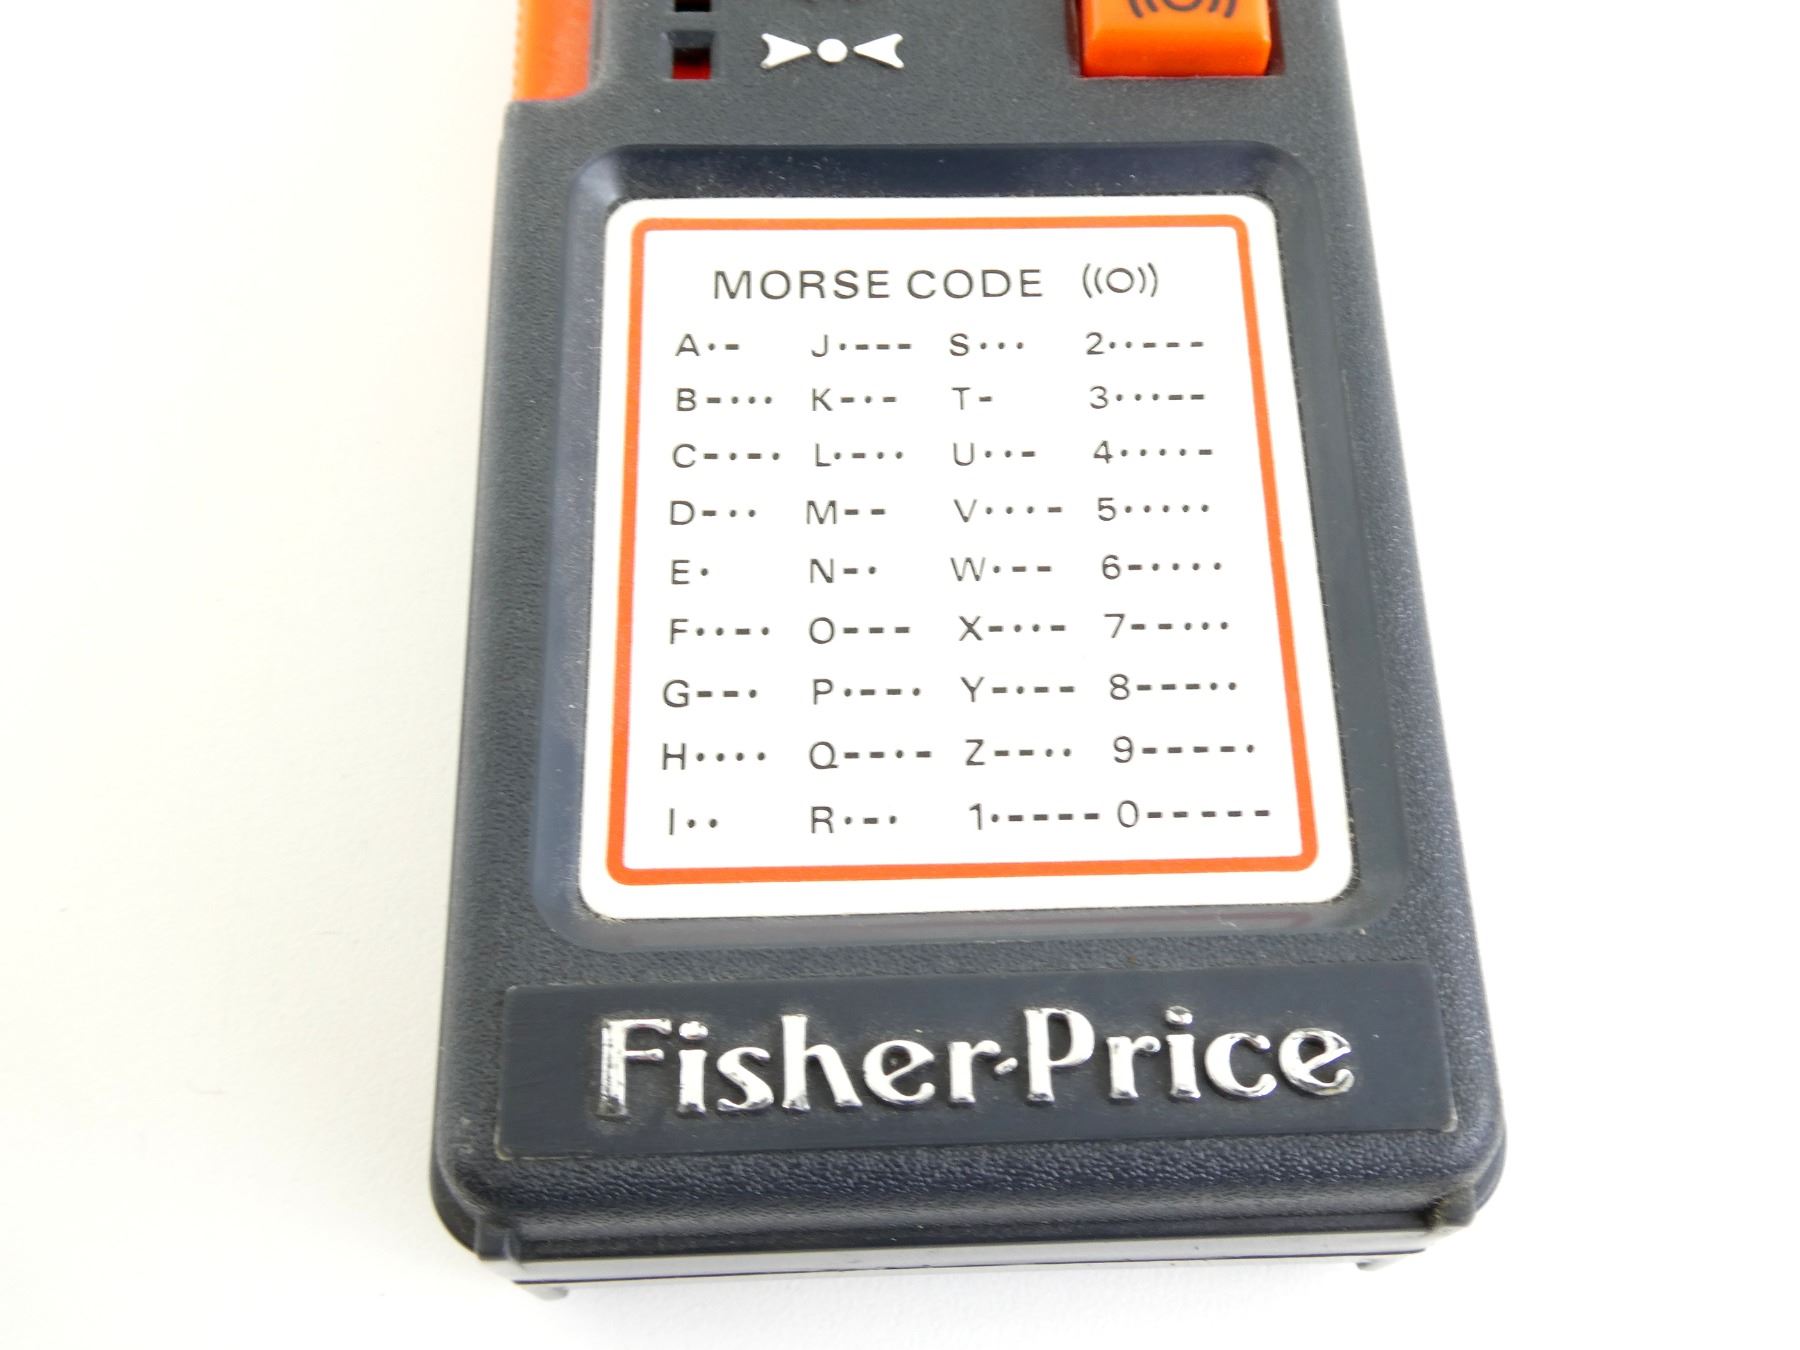 MORSE CODE ((O))
A·- J·--- S··· 2··---
B-··· K-·- T- 3···--
C-·-· L·-·· U··- 4····-
D-·· M-- V···- 5·····
E· N-· W·-- 6-····
F··-· O--- X-··- 7--···
G--· P·--· Y-·-- 8---··
H···· Q--·- Z--·· 9----·
I·· R·-· 1·---- 0-----
Fisher-Price